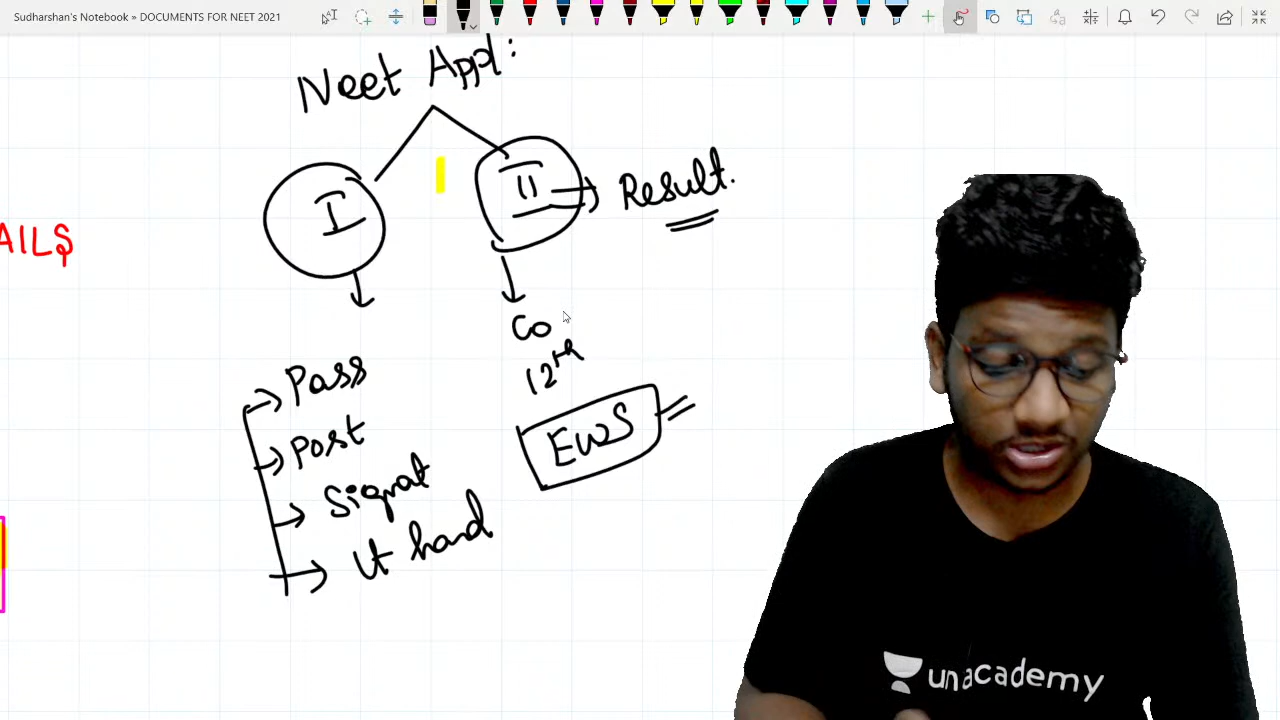 Sudharshan's Notebook » DOCUMENTS FOR NEET 2021
Neet Appl:
I
II
Result.
AILS
Co
12th
Pass
Post
EWS
Signat
Lt hand
unacademy